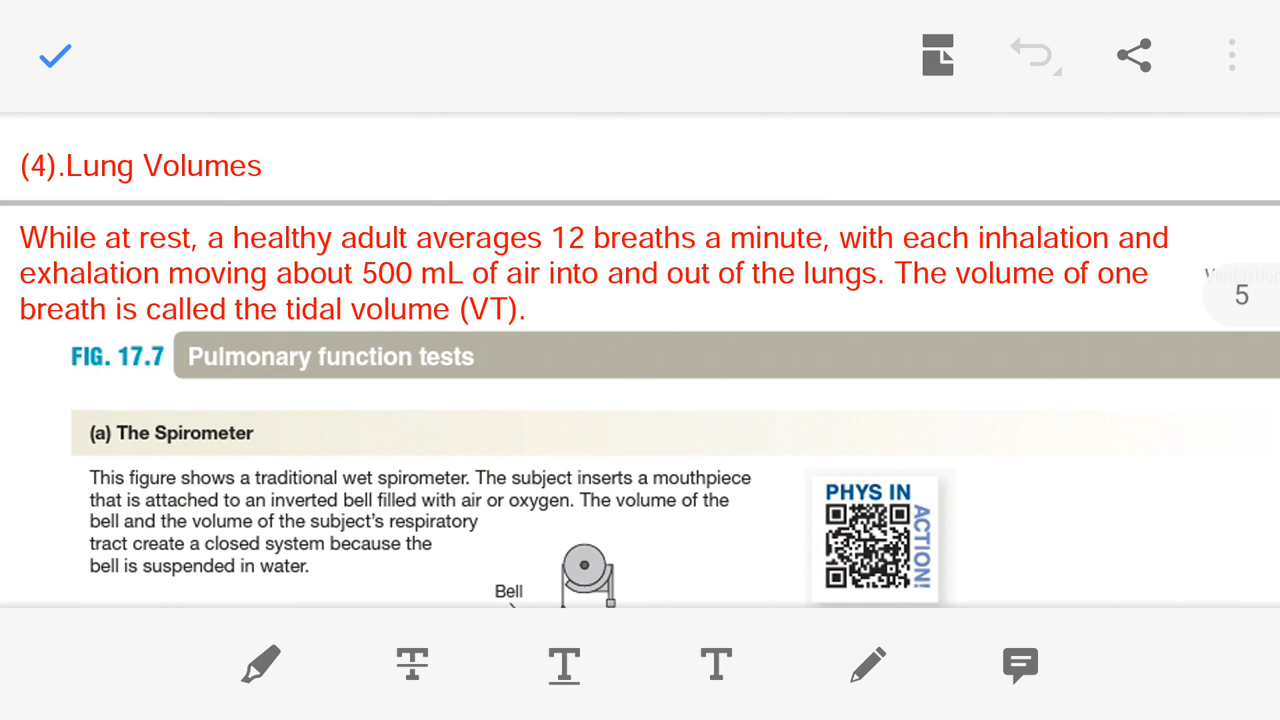 (4).Lung Volumes
While at rest, a healthy adult averages 12 breaths a minute, with each inhalation and
exhalation moving about 500 mL of air into and out of the lungs. The volume of one
breath is called the tidal volume (VT).
5
FIG. 17.7 Pulmonary function tests
(a) The Spirometer
This figure shows a traditional wet spirometer. The subject inserts a mouthpiece
that is attached to an inverted bell filled with air or oxygen. The volume of the
bell and the volume of the subject's respiratory
tract create a closed system because the
bell is suspended in water.
Bell
PHYS IN
ACTION!